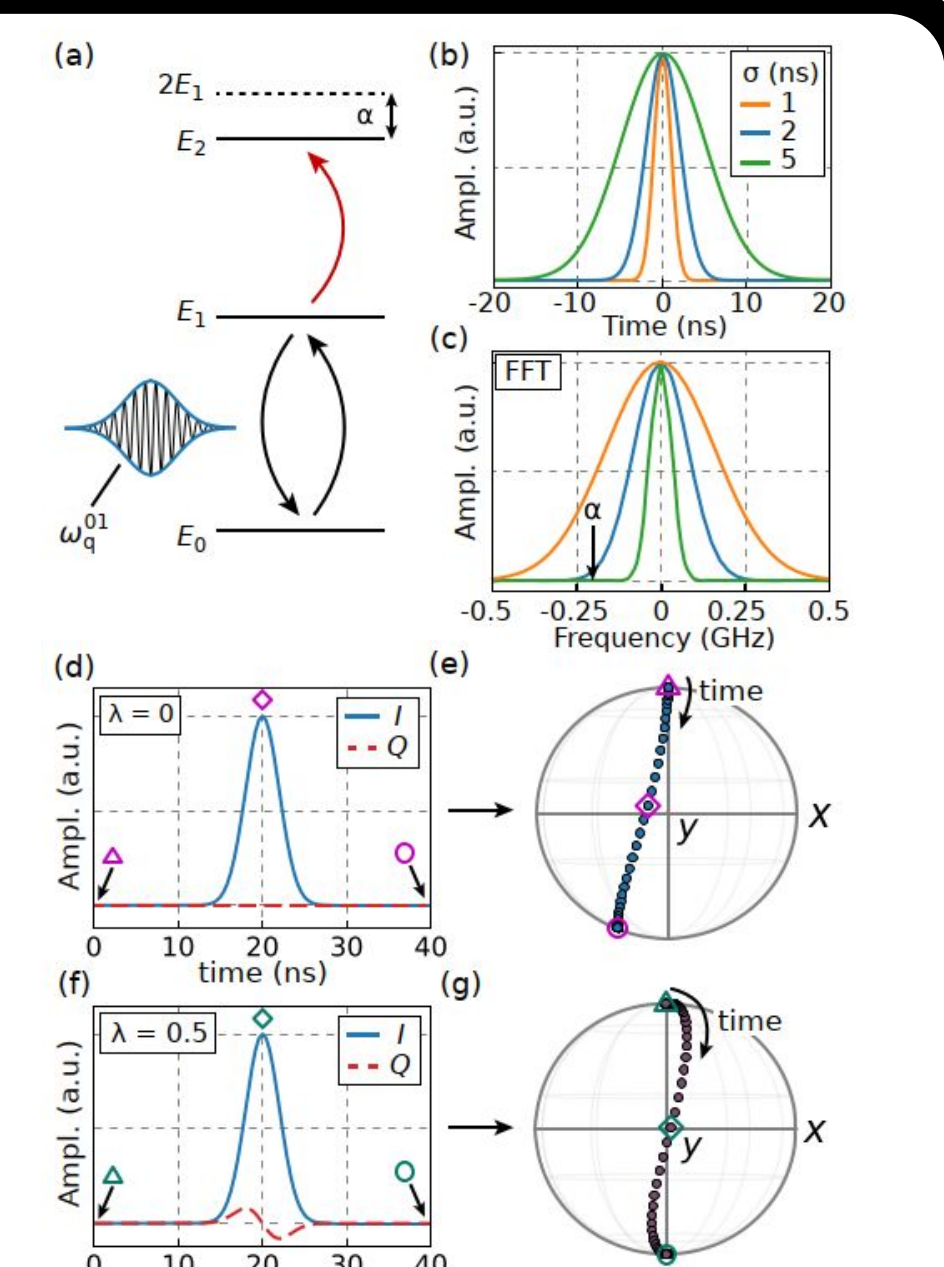 (a)
2E₁
α
E₂
E₁
ω_q^01
E₀
(b)
Ampl. (a.u.)
σ (ns)
1
2
5
-20 -10 0 10 20
Time (ns)
(c)
FFT
Ampl. (a.u.)
α
-0.5 -0.25 0 0.25 0.5
Frequency (GHz)
(d)
λ = 0
I
Q
Ampl. (a.u.)
0 10 20 30 40
time (ns)
(e)
time
x
y
(f)
λ = 0.5
I
Q
Ampl. (a.u.)
0 10 20 30 40
(g)
time
x
y